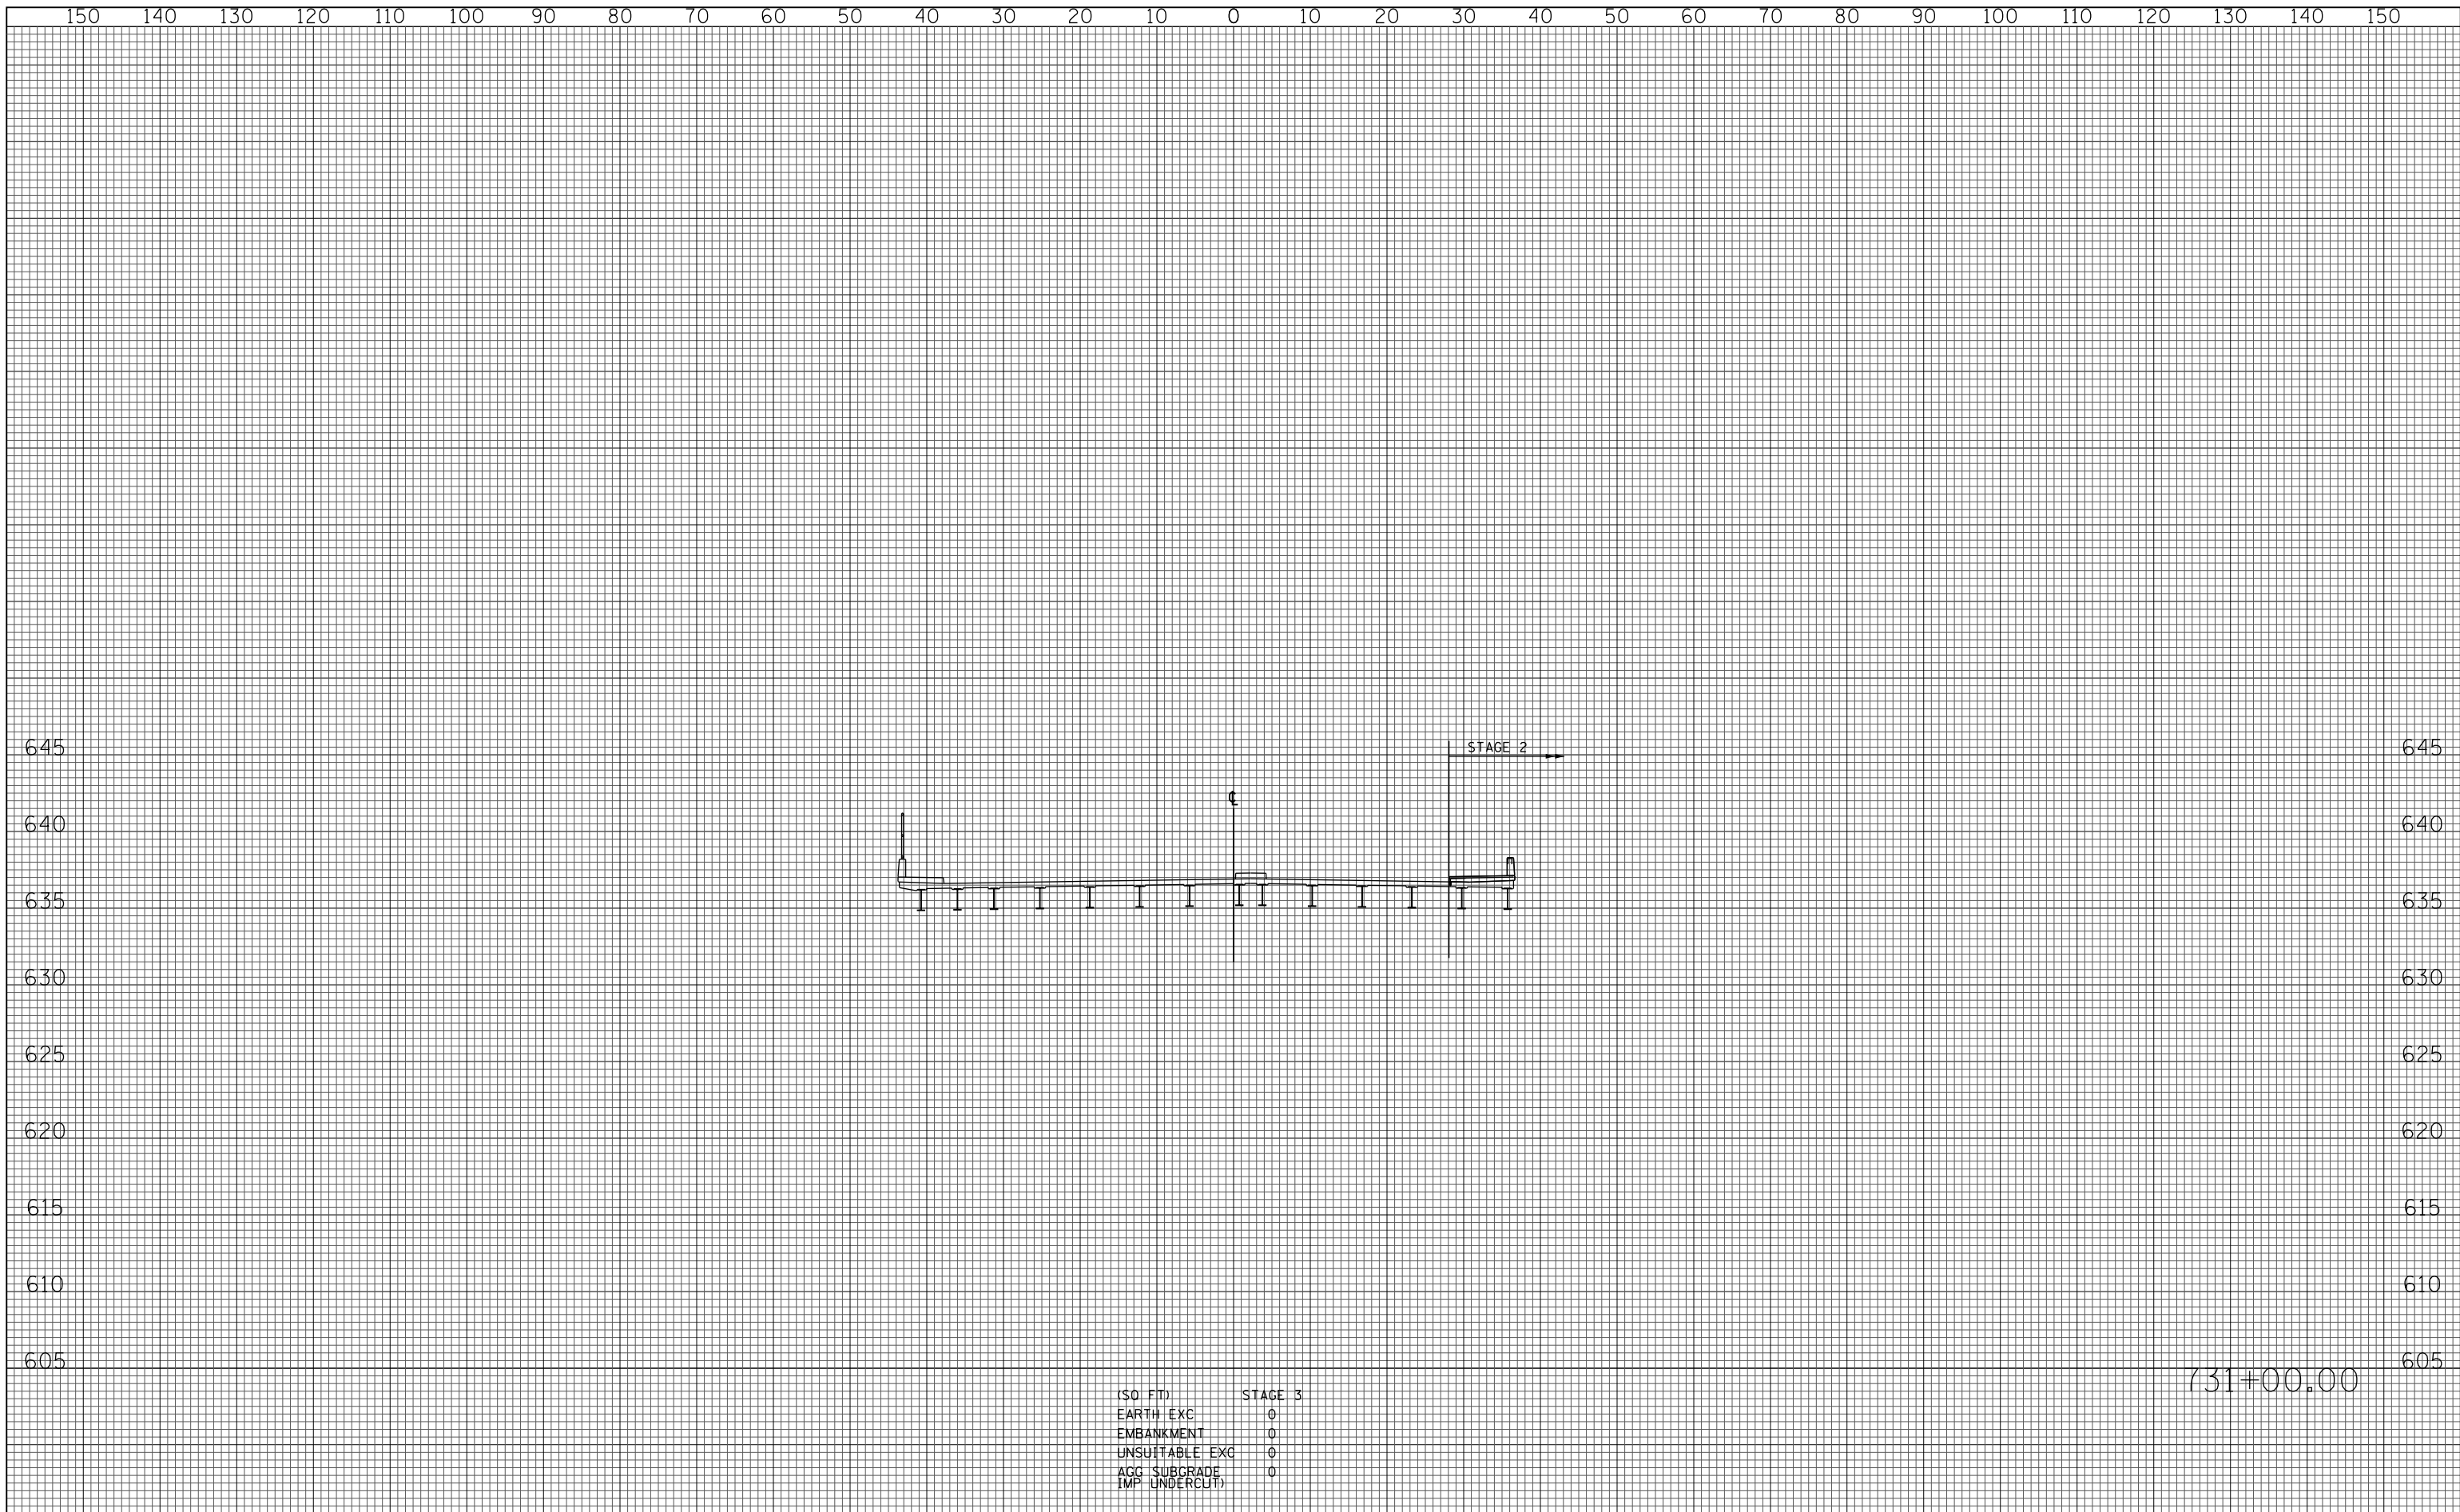 150 140 130 120 110 100 90 80 70 60 50 40 30 20 10 0 10 20 30 40 50 60 70 80 90 100 110 120 130 140 150
645 STAGE 2 645
℄
640 640
635 635
630 630
625 625
620 620
615 615
610 610
605 605
731+00.00
(SQ FT) STAGE 3
EARTH EXC 0
EMBANKMENT 0
UNSUITABLE EXC 0
AGG SUBGRADE 0
IMP UNDERCUT)